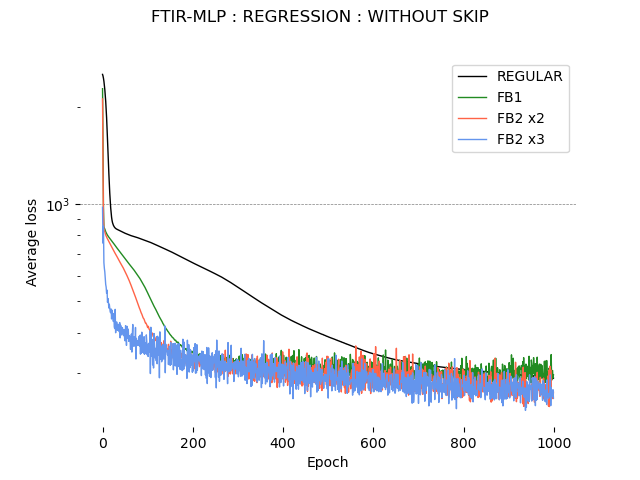 FTIR-MLP : REGRESSION : WITHOUT SKIP
REGULAR
FB1
FB2 x2
FB2 x3
Average loss
10³
0 200 400 600 800 1000
Epoch